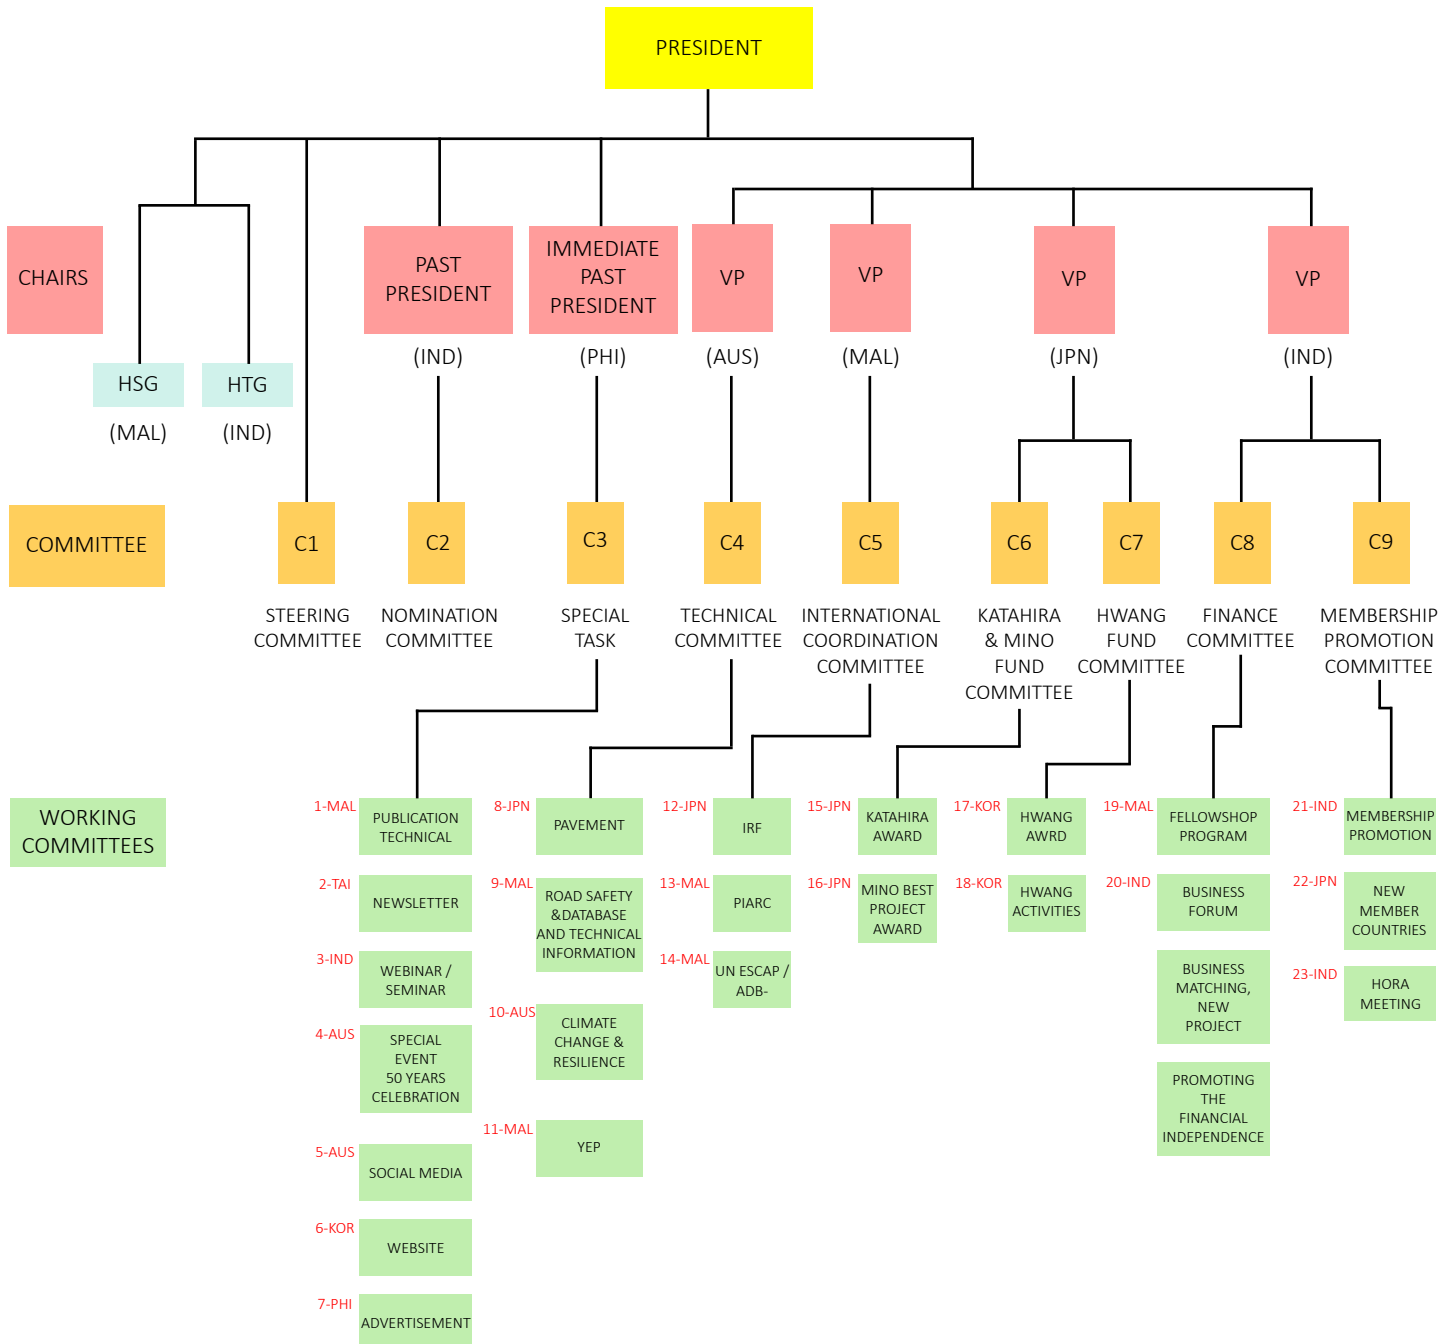 PRESIDENT
CHAIRS
PAST
PRESIDENT
(IND)
IMMEDIATE
PAST
PRESIDENT
(PHI)
VP
(AUS)
VP
(MAL)
VP
(JPN)
VP
(IND)
HSG
(MAL)
HTG
(IND)
COMMITTEE
C1
STEERING
COMMITTEE
C2
NOMINATION
COMMITTEE
C3
SPECIAL
TASK
C4
TECHNICAL
COMMITTEE
C5
INTERNATIONAL
COORDINATION
COMMITTEE
C6
KATAHIRA
& MINO
FUND
COMMITTEE
C7
HWANG
FUND
COMMITTEE
C8
FINANCE
COMMITTEE
C9
MEMBERSHIP
PROMOTION
COMMITTEE
WORKING
COMMITTEES
1-MAL
PUBLICATION
TECHNICAL
2-TAI
NEWSLETTER
3-IND
WEBINAR /
SEMINAR
4-AUS
SPECIAL
EVENT
50 YEARS
CELEBRATION
5-AUS
SOCIAL MEDIA
6-KOR
WEBSITE
7-PHI
ADVERTISEMENT
8-JPN
PAVEMENT
9-MAL
ROAD SAFETY
&DATABASE
AND TECHNICAL
INFORMATION
10-AUS
CLIMATE
CHANGE &
RESILIENCE
11-MAL
YEP
12-JPN
IRF
13-MAL
PIARC
14-MAL
UN ESCAP /
ADB-
15-JPN
KATAHIRA
AWARD
16-JPN
MINO BEST
PROJECT
AWARD
17-KOR
HWANG
AWRD
18-KOR
HWANG
ACTIVITIES
19-MAL
FELLOWSHOP
PROGRAM
20-IND
BUSINESS
FORUM
BUSINESS
MATCHING,
NEW
PROJECT
PROMOTING
THE
FINANCIAL
INDEPENDENCE
21-IND
MEMBERSHIP
PROMOTION
22-JPN
NEW
MEMBER
COUNTRIES
23-IND
HORA
MEETING